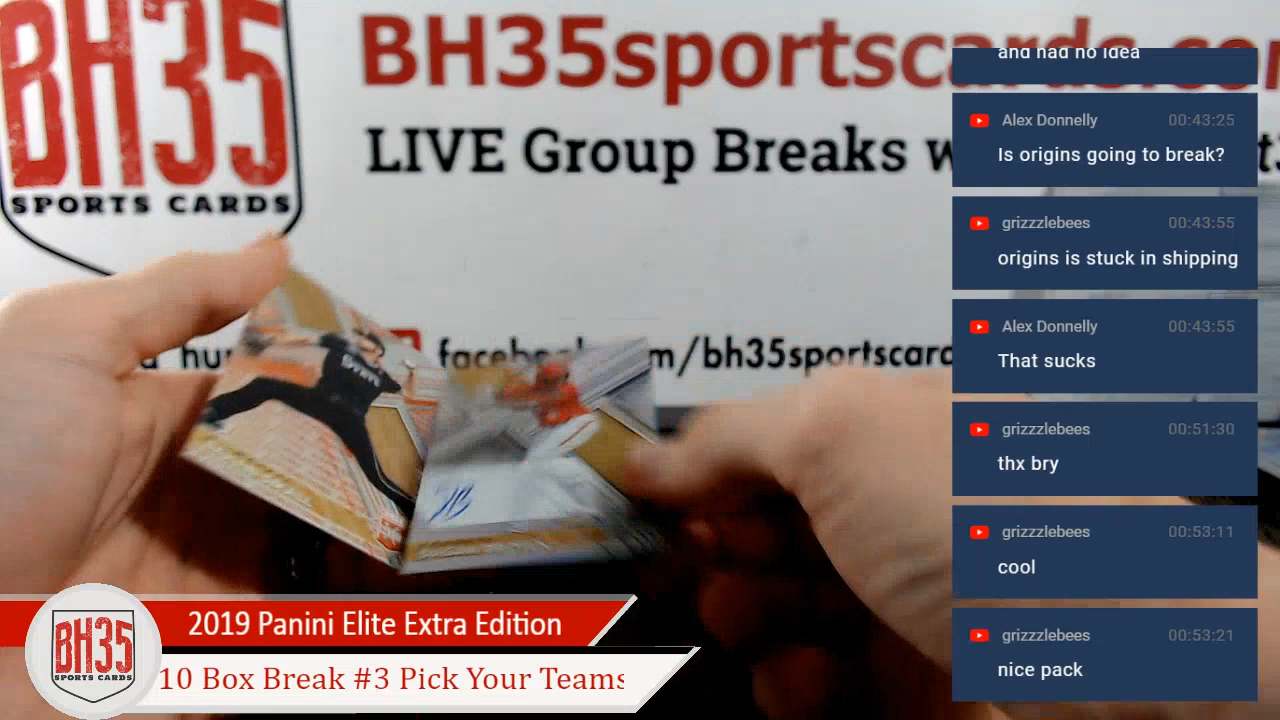 BH35
SPORTS CARDS
BH35sportscards.com
LIVE Group Breaks w
facebook.com/bh35sportscard
and had no idea
Alex Donnelly 00:43:25
Is origins going to break?
grizzzlebees 00:43:55
origins is stuck in shipping
Alex Donnelly 00:43:55
That sucks
grizzzlebees 00:51:30
thx bry
grizzzlebees 00:53:11
cool
grizzzlebees 00:53:21
nice pack
BH35
SPORTS CARDS
2019 Panini Elite Extra Edition
10 Box Break #3 Pick Your Teams